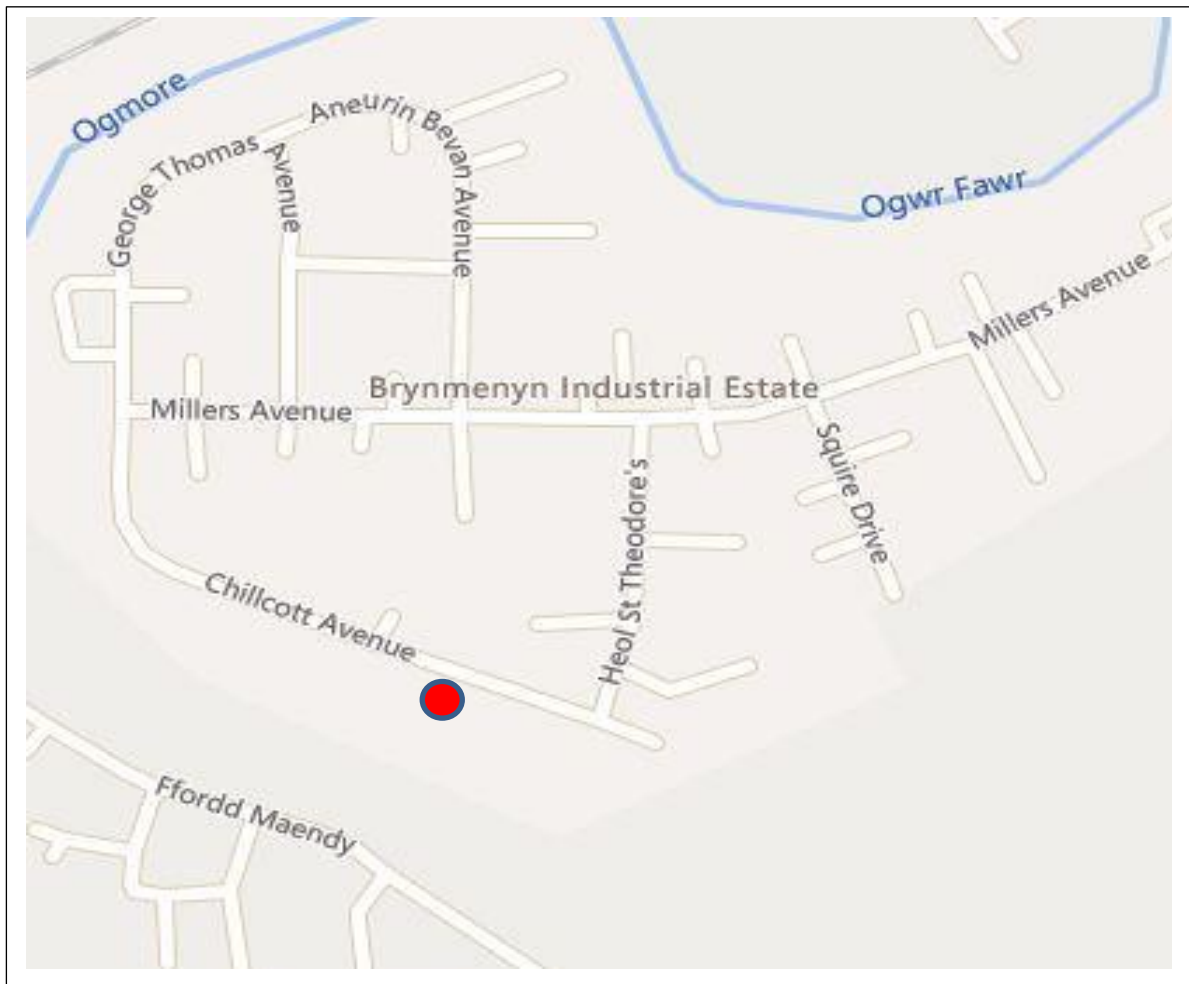 Ogmore
Aneurin Bevan Avenue
George Thomas
Avenue
Ogwr Fawr
Millers Avenue
Brynmenyn Industrial Estate
Millers Avenue
Squire Drive
Heol St Theodore's
Chillcott Avenue
Ffordd Maendy